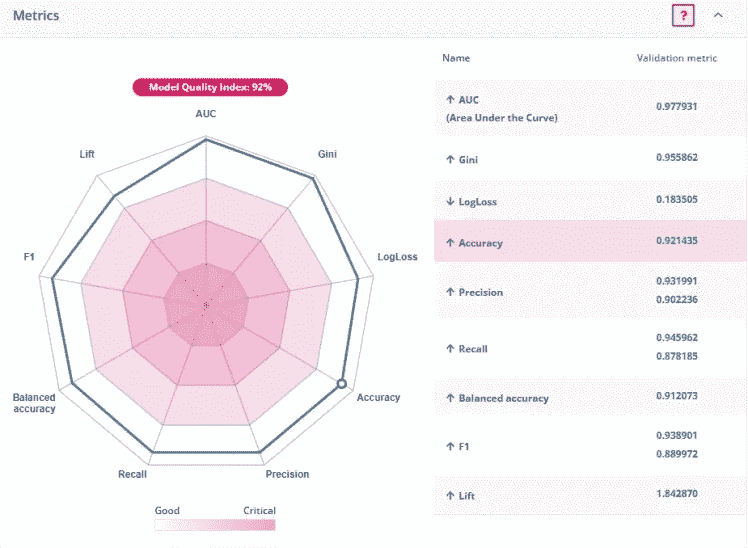 Metrics
?
Model Quality Index: 92%
AUC
Lift
Gini
F1
LogLoss
Balanced
accuracy
Accuracy
Recall
Precision
Good
Critical
Name
Validation metric
↑ AUC
(Area Under the Curve)
0.977931
↑ Gini
0.955862
↓ LogLoss
0.183505
↑ Accuracy
0.921435
↑ Precision
0.931991
0.902236
↑ Recall
0.945962
0.878185
↑ Balanced accuracy
0.912073
↑ F1
0.938901
0.889972
↑ Lift
1.842870